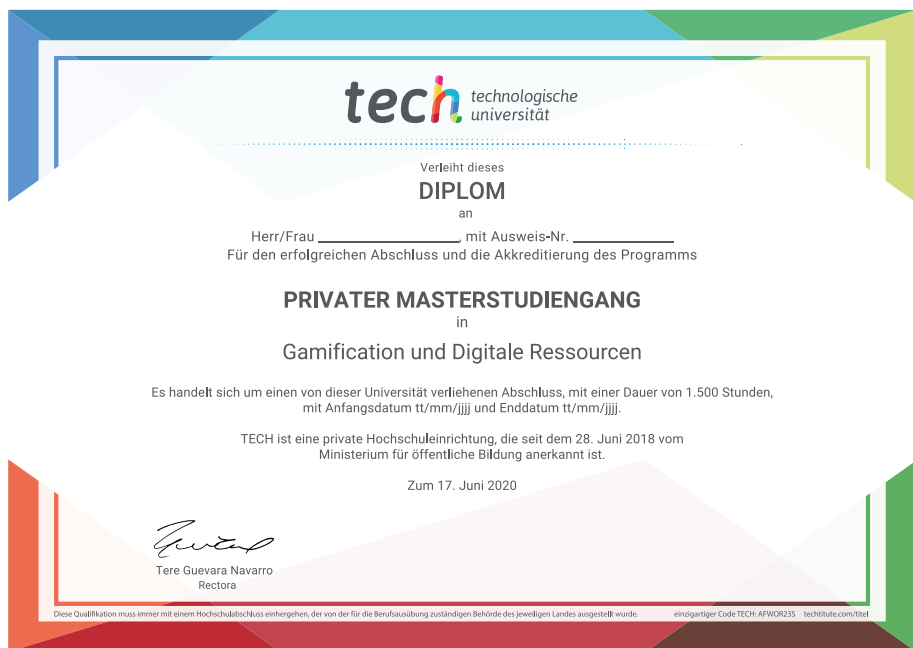 tech technologische
universität
Verleiht dieses
DIPLOM
an
Herr/Frau ____________________, mit Ausweis-Nr. ______________
Für den erfolgreichen Abschluss und die Akkreditierung des Programms
PRIVATER MASTERSTUDIENGANG
in
Gamification und Digitale Ressourcen
Es handelt sich um einen von dieser Universität verliehenen Abschluss, mit einer Dauer von 1.500 Stunden,
mit Anfangsdatum tt/mm/jjjj und Enddatum tt/mm/jjjj.
TECH ist eine private Hochschuleinrichtung, die seit dem 28. Juni 2018 vom
Ministerium für öffentliche Bildung anerkannt ist.
Zum 17. Juni 2020
Tere Guevara Navarro
Rectora
Diese Qualifikation muss immer mit einem Hochschulabschluss einhergehen, der von der für die Berufsausübung zuständigen Behörde des jeweiligen Landes ausgestellt wurde. einzigartiger Code TECH: AFWOR23S techtitute.com/titel